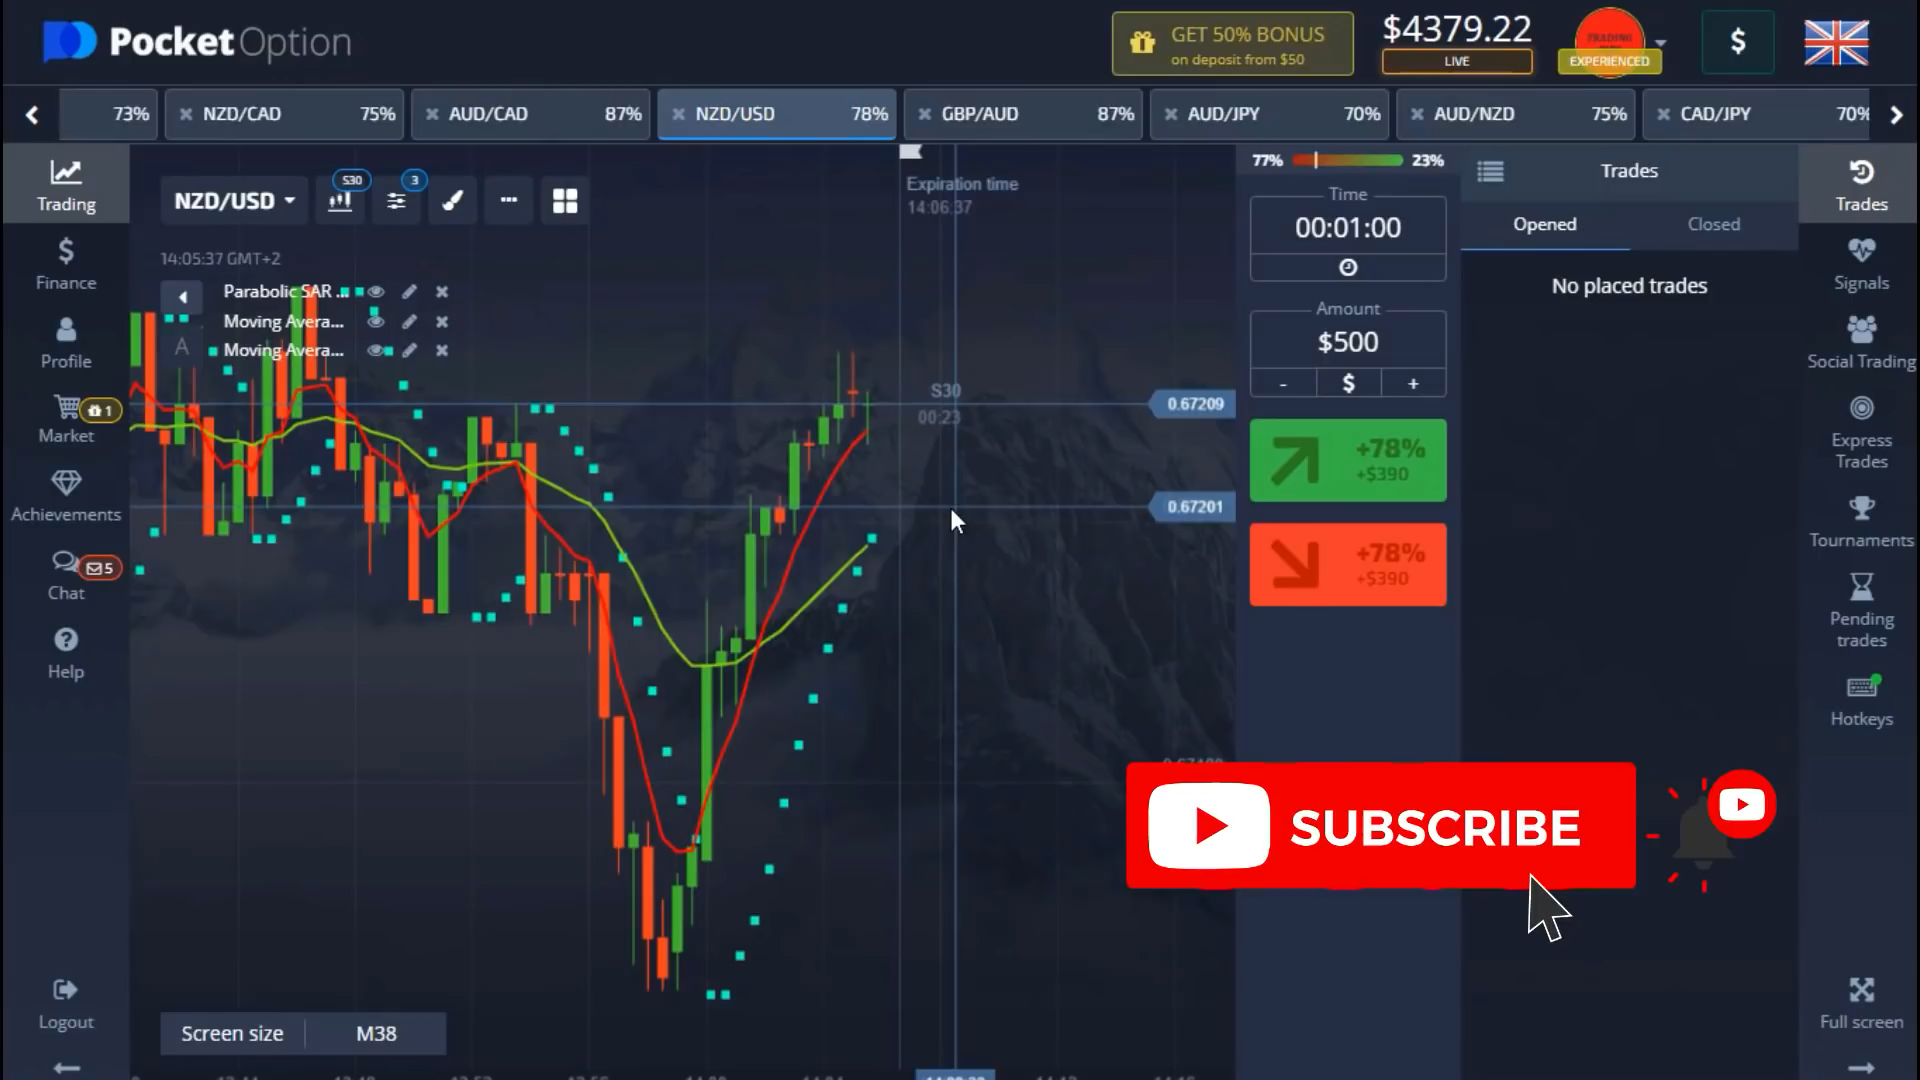 Pocket Option
GET 50% BONUS
on deposit from $50
$4379.22
LIVE
EXPERIENCED
$
73%
NZD/CAD 75%
AUD/CAD 87%
NZD/USD 78%
GBP/AUD 87%
AUD/JPY 70%
AUD/NZD 75%
CAD/JPY 70%
Trading
Finance
Profile
1
Market
Achievements
5
Chat
Help
Logout
NZD/USD
S30
3
14:05:37 GMT+2
Parabolic SAR ...
Moving Avera...
A
Moving Avera...
Expiration time
14:06:37
S30
00:23
0.67209
0.67201
Screen size M38
77% 23%
Time
00:01:00
Amount
$500
- $ +
+78%
+$390
+78%
+$390
Trades
Opened Closed
No placed trades
Trades
Signals
Social Trading
Express
Trades
Tournaments
Pending
trades
Hotkeys
Full screen
SUBSCRIBE